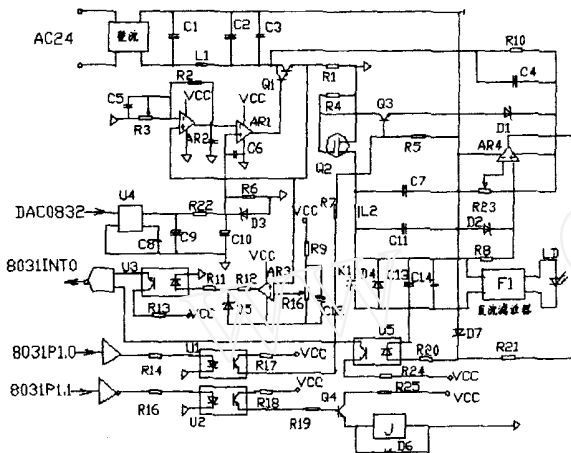 AC24
整流
C1
C2
C3
L1
R2
VCC
C5
R3
AR2
VCC
AR1
C6
Q1
R1
R4
Q2
Q3
R10
C4
D1
AR4
R5
R7
C7
R23
IL2
C11
D2
R8
U4
DAC0832
R22
R6
D3
C8
C9
C10
VCC
R9
U3
8031INT0
R11
R12
VCC
AR3
R16
D5
K1
D4
C13
C14
F1
直流滤波器
LD
R13
VCC
U5
R20
D7
R21
8031P1.0
R14
U1
R17
VCC
R24
VCC
8031P1.1
R16
U2
R18
VCC
R19
Q4
R25
VCC
J
D6